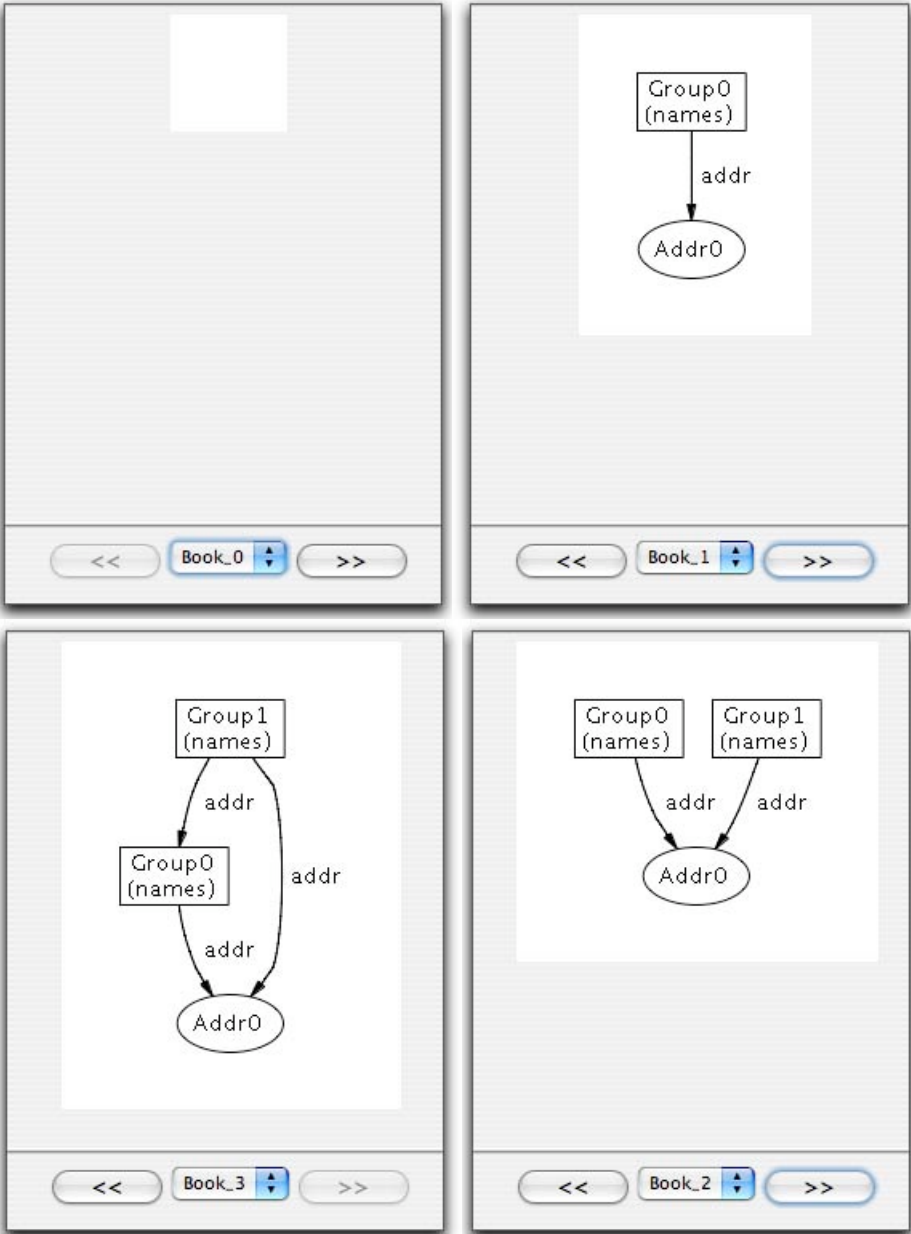 <<
Book_0
>>
Group0
(names)
addr
Addr0
<<
Book_1
>>
Group1
(names)
addr
Group0
(names)
addr
addr
Addr0
<<
Book_3
>>
Group0
(names)
Group1
(names)
addr
addr
Addr0
<<
Book_2
>>